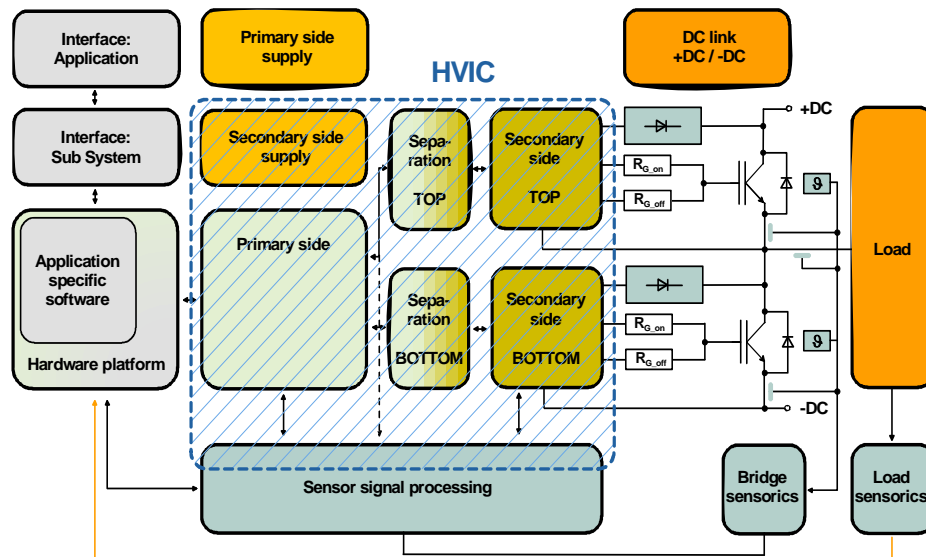 Interface:
Application
Primary side
supply
DC link
+DC / -DC
HVIC
Interface:
Sub System
Secondary side
supply
Sepa-
ration
TOP
Secondary
side
TOP
R_G_on
R_G_off
+DC
ϑ
Application
specific
software
Hardware platform
Primary side
Load
Sepa-
ration
BOTTOM
Secondary
side
BOTTOM
R_G_on
R_G_off
ϑ
-DC
Sensor signal processing
Bridge
sensorics
Load
sensorics